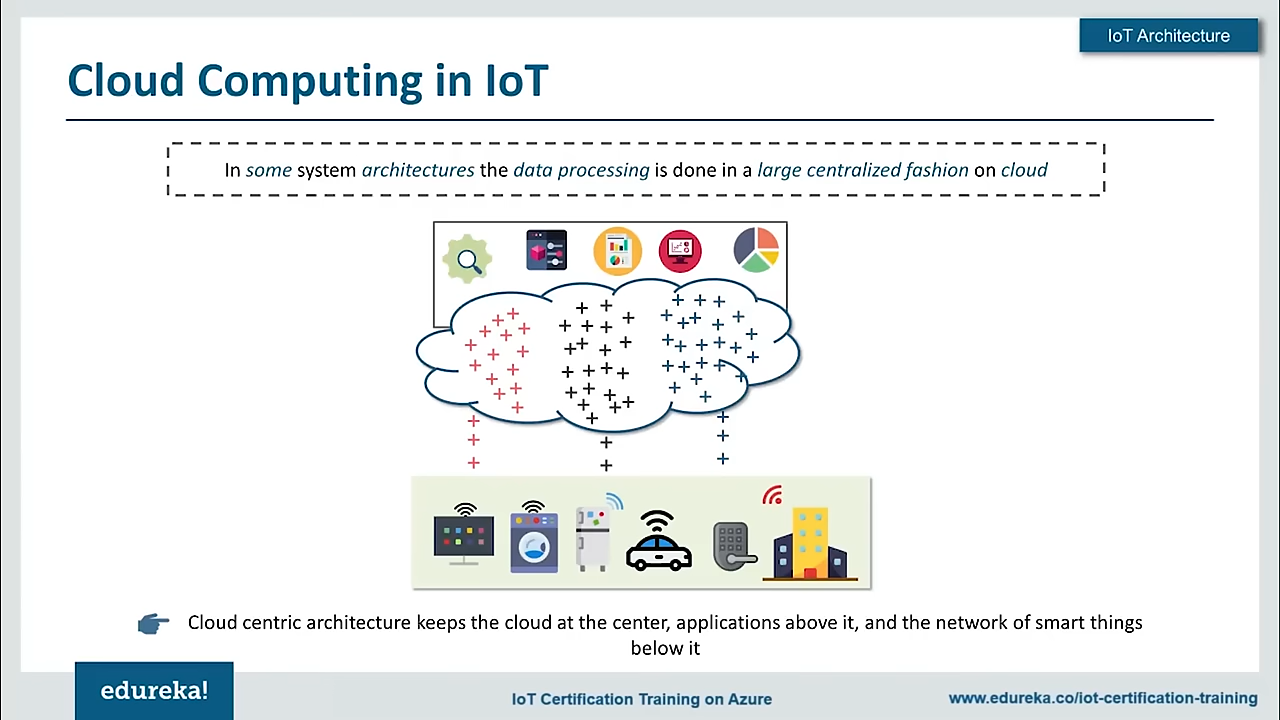 IoT Architecture
Cloud Computing in IoT
In some system architectures the data processing is done in a large centralized fashion on cloud
Cloud centric architecture keeps the cloud at the center, applications above it, and the network of smart things
below it
edureka!
IoT Certification Training on Azure
www.edureka.co/iot-certification-training